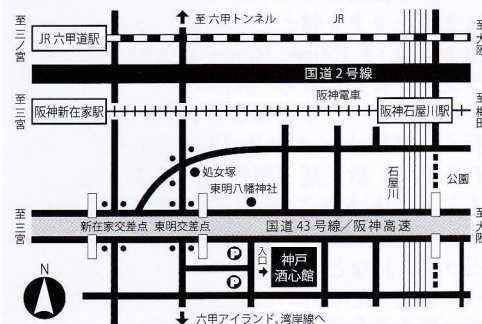 至六甲トンネル
JR
至三ノ宮
JR六甲道駅
至大阪
国道2号線
阪神電車
至三宮
阪神新在家駅
阪神石屋川駅
至梅田
処女塚
東明八幡神社
石屋川
公園
至三宮
新在家交差点
東明交差点
国道43号線/阪神高速
至大阪
P
入口
神戸
酒心館
N
P
六アイランド、湾岸線へ